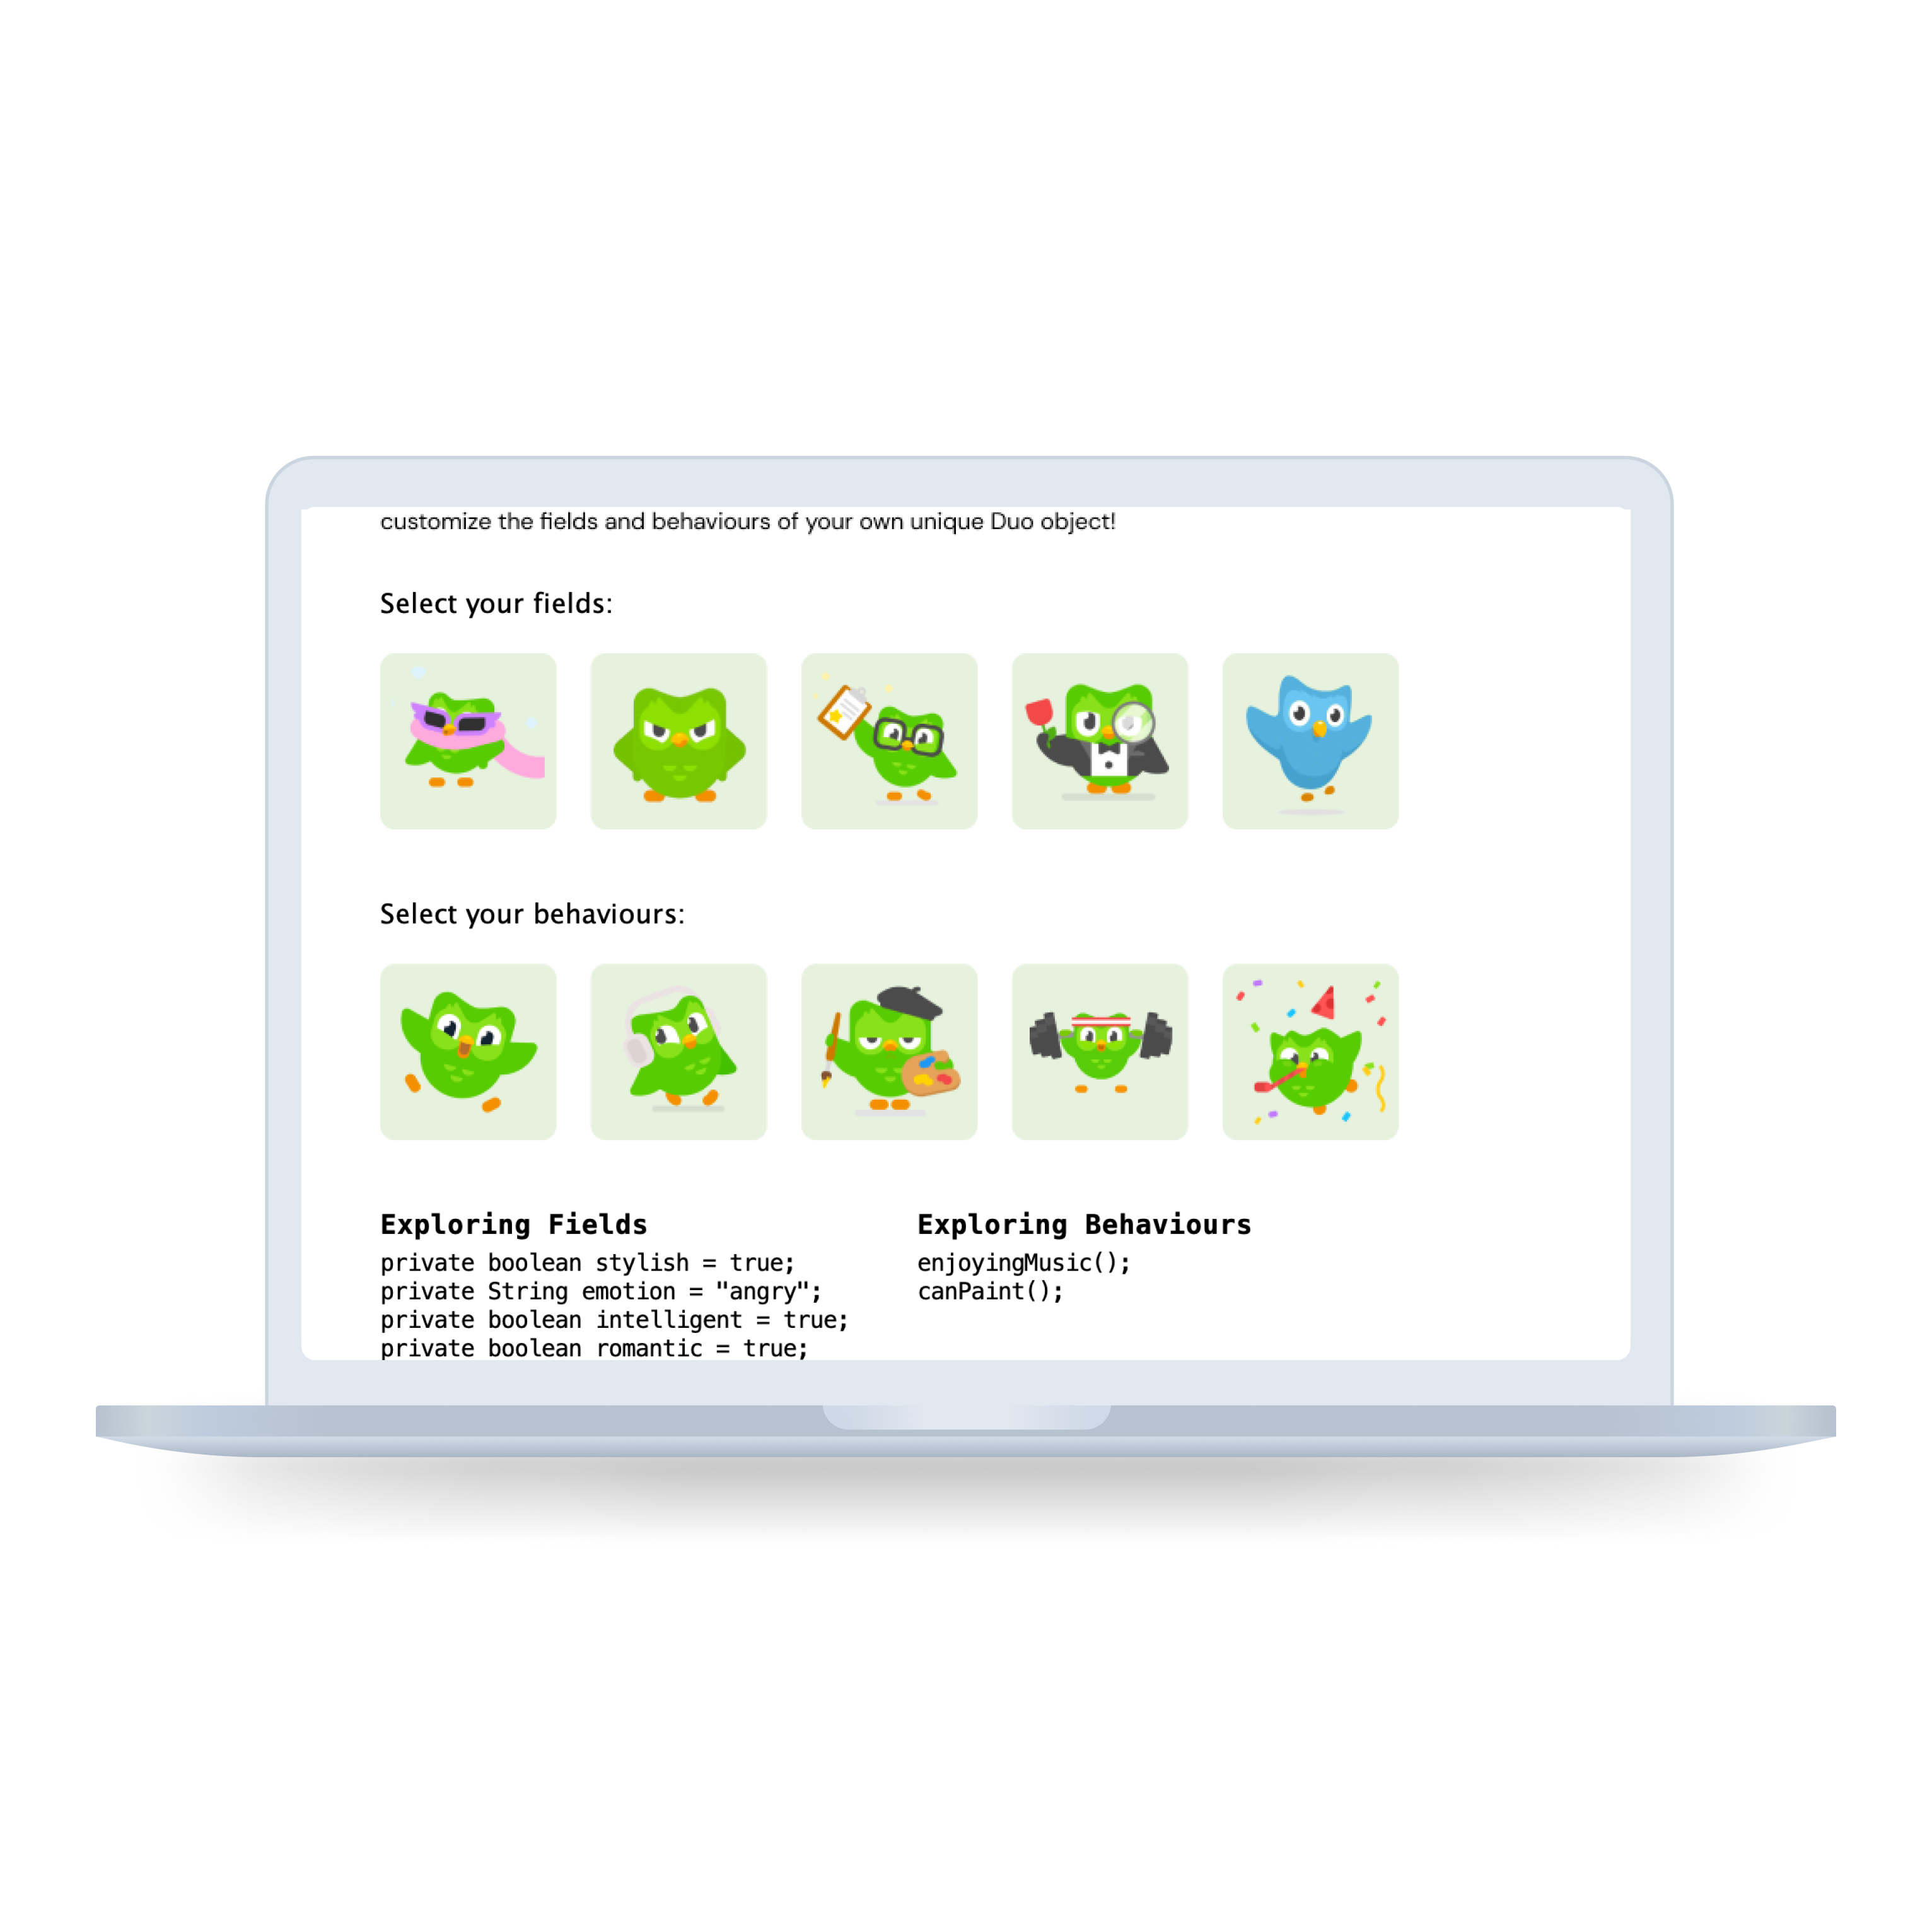 customize the fields and behaviours of your own unique Duo object!
Select your fields:
Select your behaviours:
Exploring Fields
private boolean stylish = true;
private String emotion = "angry";
private boolean intelligent = true;
private boolean romantic = true;
Exploring Behaviours
enjoyingMusic();
canPaint();